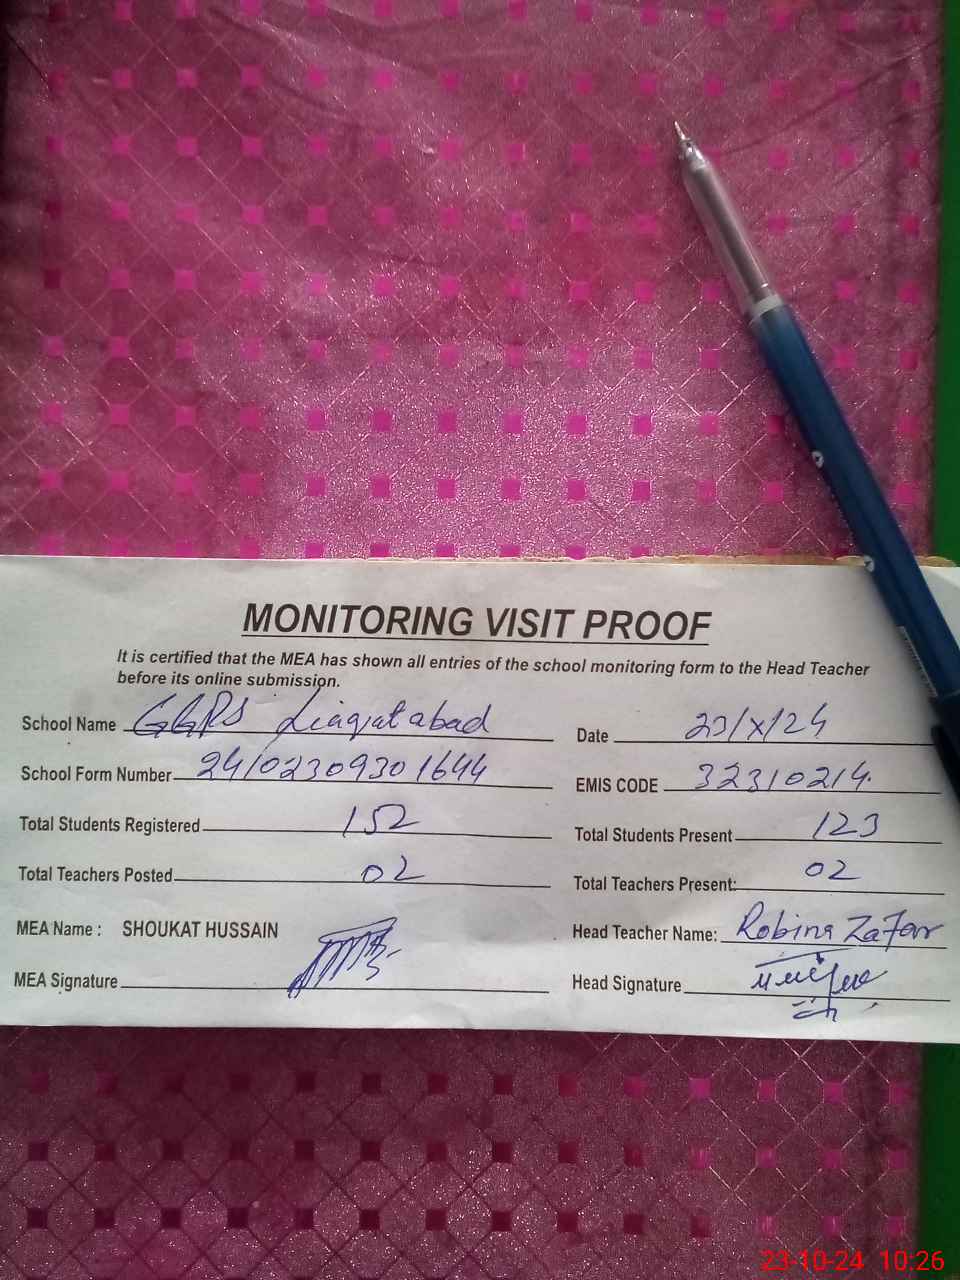 MONITORING VISIT PROOF
It is certified that the MEA has shown all entries of the school monitoring form to the Head Teacher
before its online submission.
School Name GGPS Liaqatabad Date 23/X/24
School Form Number 24102309301644 EMIS CODE 32310214
Total Students Registered 152 Total Students Present 123
Total Teachers Posted 02 Total Teachers Present: 02
MEA Name : SHOUKAT HUSSAIN Head Teacher Name: Robina Zafar
MEA Signature Head Signature
23-10-24 10:26